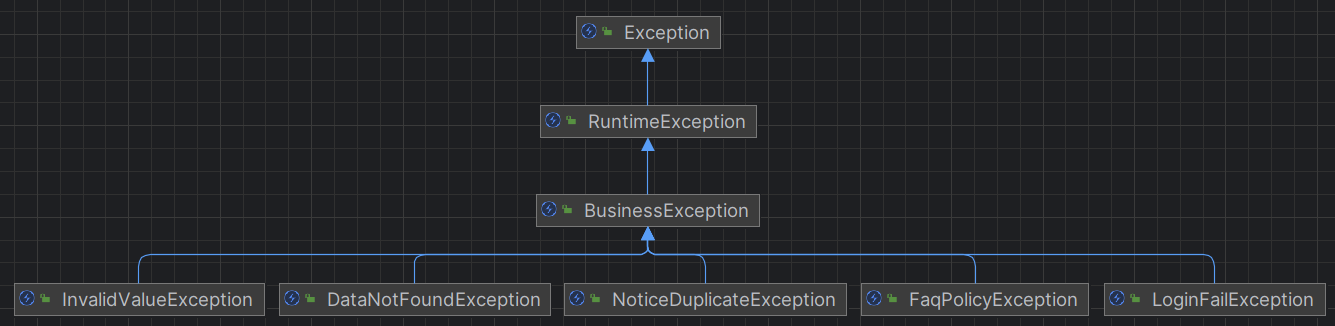 Exception
RuntimeException
BusinessException
InvalidValueException
DataNotFoundException
NoticeDuplicateException
FaqPolicyException
LoginFailException